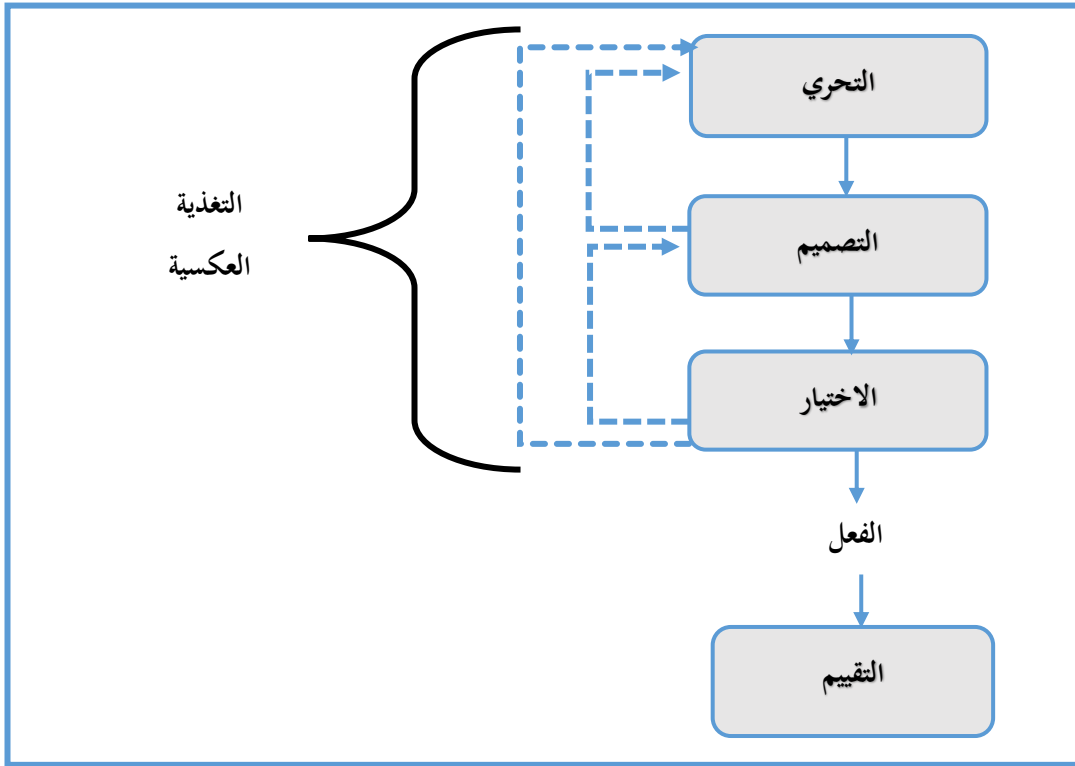 التحري
التغذية
العكسية
التصميم
الاختيار
الفعل
التقييم